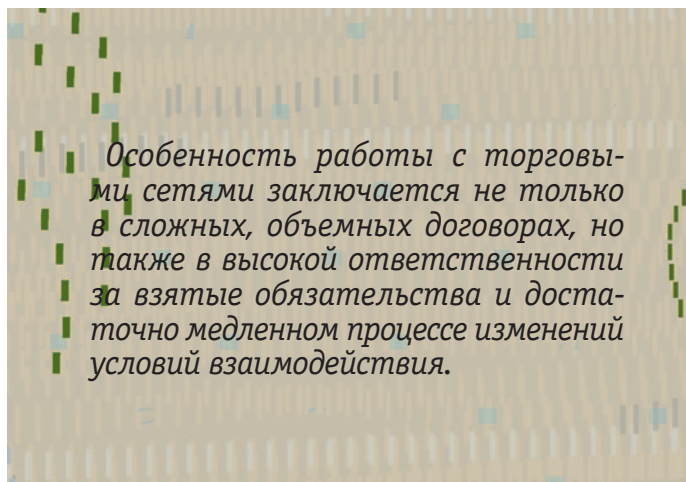 Особенность работы с торговы-
ми сетями заключается не только
в сложных, объемных договорах, но
также в высокой ответственности
за взятые обязательства и доста-
точно медленном процессе изменений
условий взаимодействия.